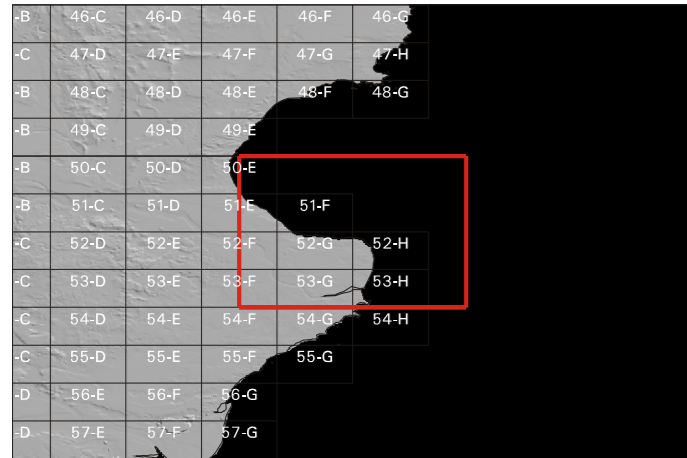 -B 46-C 46-D 46-E 46-F 46-G
-C 47-D 47-E 47-F 47-G 47-H
-B 48-C 48-D 48-E 48-F 48-G
-B 49-C 49-D 49-E
-B 50-C 50-D 50-E
-B 51-C 51-D 51-E 51-F
-C 52-D 52-E 52-F 52-G 52-H
-C 53-D 53-E 53-F 53-G 53-H
-C 54-D 54-E 54-F 54-G 54-H
-C 55-D 55-E 55-F 55-G
-D 56-E 56-F 56-G
-D 57-E 57-F 57-G